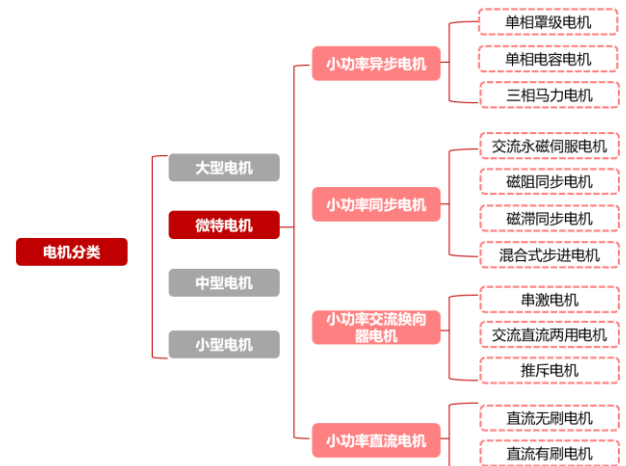 电机分类
大型电机
微特电机
中型电机
小型电机
小功率异步电机
单相罩级电机
单相电容电机
三相马力电机
小功率同步电机
交流永磁伺服电机
磁阻同步电机
磁滞同步电机
混合式步进电机
小功率交流换向
器电机
串激电机
交流直流两用电机
推斥电机
小功率直流电机
直流无刷电机
直流有刷电机